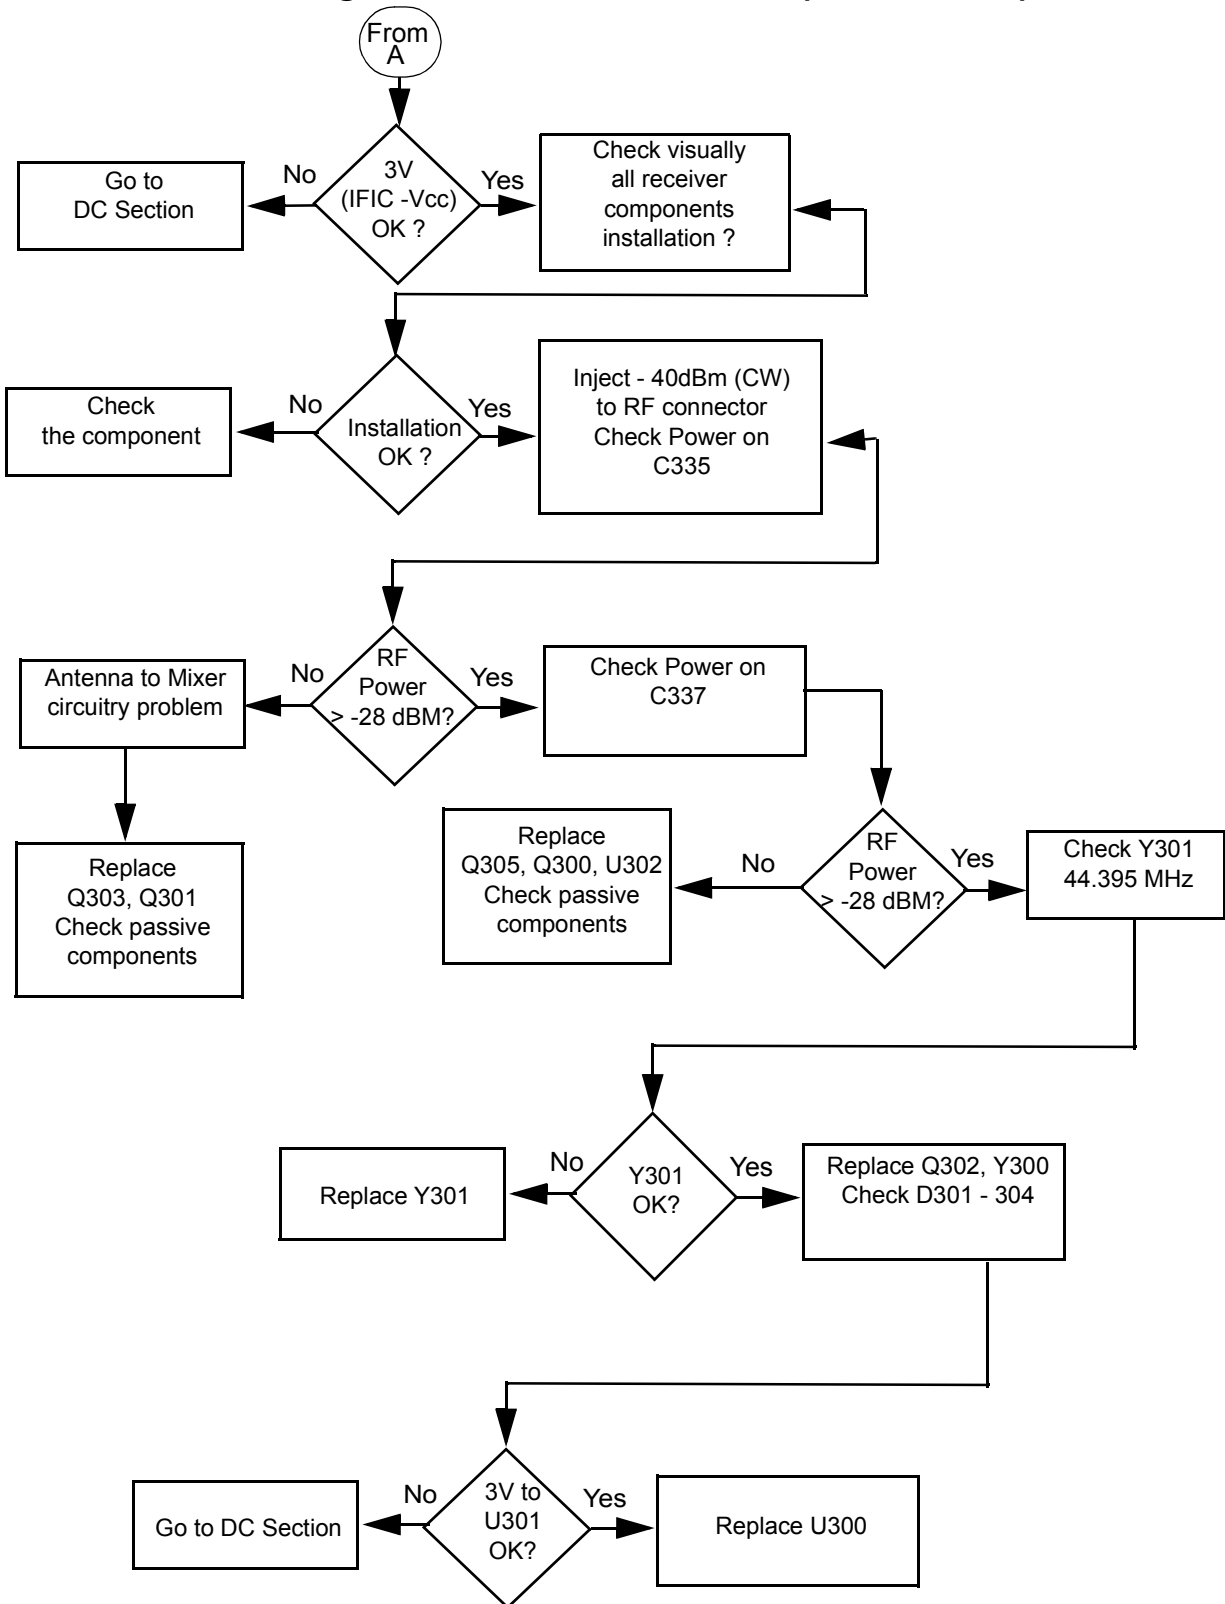 From
A
3V
(IFIC -Vcc)
OK ?
No
Yes
Go to
DC Section
Check visually
all receiver
components
installation ?
Installation
OK ?
No
Yes
Check
the component
Inject - 40dBm (CW)
to RF connector
Check Power on
C335
RF
Power
> -28 dBM?
No
Yes
Antenna to Mixer
circuitry problem
Check Power on
C337
Replace
Q303, Q301
Check passive
components
RF
Power
> -28 dBM?
No
Yes
Replace
Q305, Q300, U302
Check passive
components
Check Y301
44.395 MHz
Y301
OK?
No
Yes
Replace Y301
Replace Q302, Y300
Check D301 - 304
3V to
U301
OK?
No
Yes
Go to DC Section
Replace U300